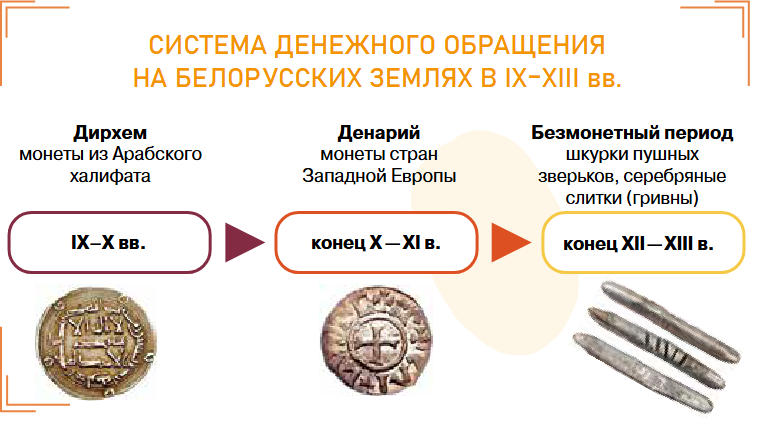 СИСТЕМА ДЕНЕЖНОГО ОБРАЩЕНИЯ
НА БЕЛОРУССКИХ ЗЕМЛЯХ В IX–XIII вв.
Дирхем
монеты из Арабского
халифата
IX–X вв.
Денарий
монеты стран
Западной Европы
конец X — XI в.
Безмонетный период
шкурки пушных
зверьков, серебряные
слитки (гривны)
конец XII — XIII в.